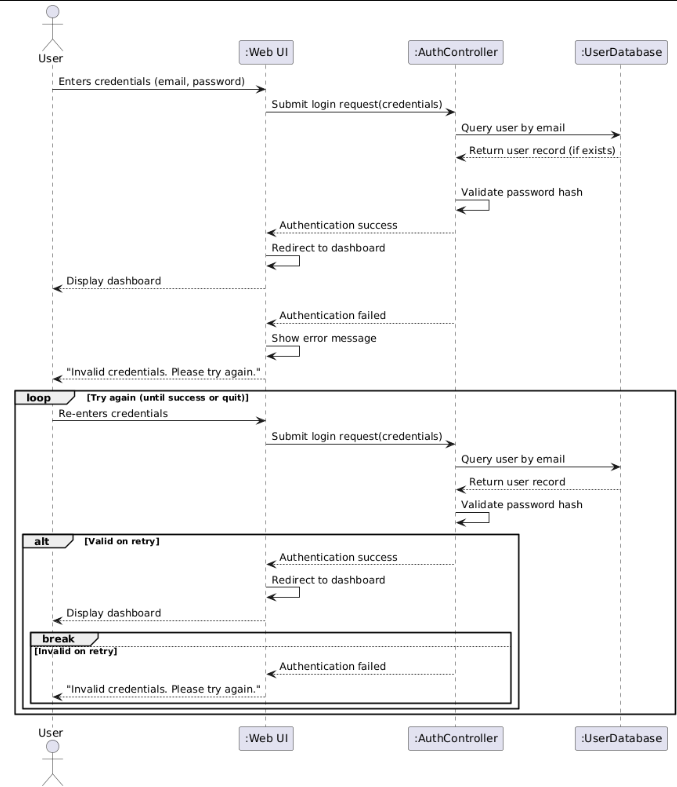 User
:Web UI
:AuthController
:UserDatabase
Enters credentials (email, password)
Submit login request(credentials)
Query user by email
Return user record (if exists)
Validate password hash
Authentication success
Redirect to dashboard
Display dashboard
Authentication failed
Show error message
"Invalid credentials. Please try again."
loop [Try again (until success or quit)]
Re-enters credentials
Submit login request(credentials)
Query user by email
Return user record
Validate password hash
alt [Valid on retry]
Authentication success
Redirect to dashboard
Display dashboard
break
[Invalid on retry]
Authentication failed
"Invalid credentials. Please try again."
User
:Web UI
:AuthController
:UserDatabase